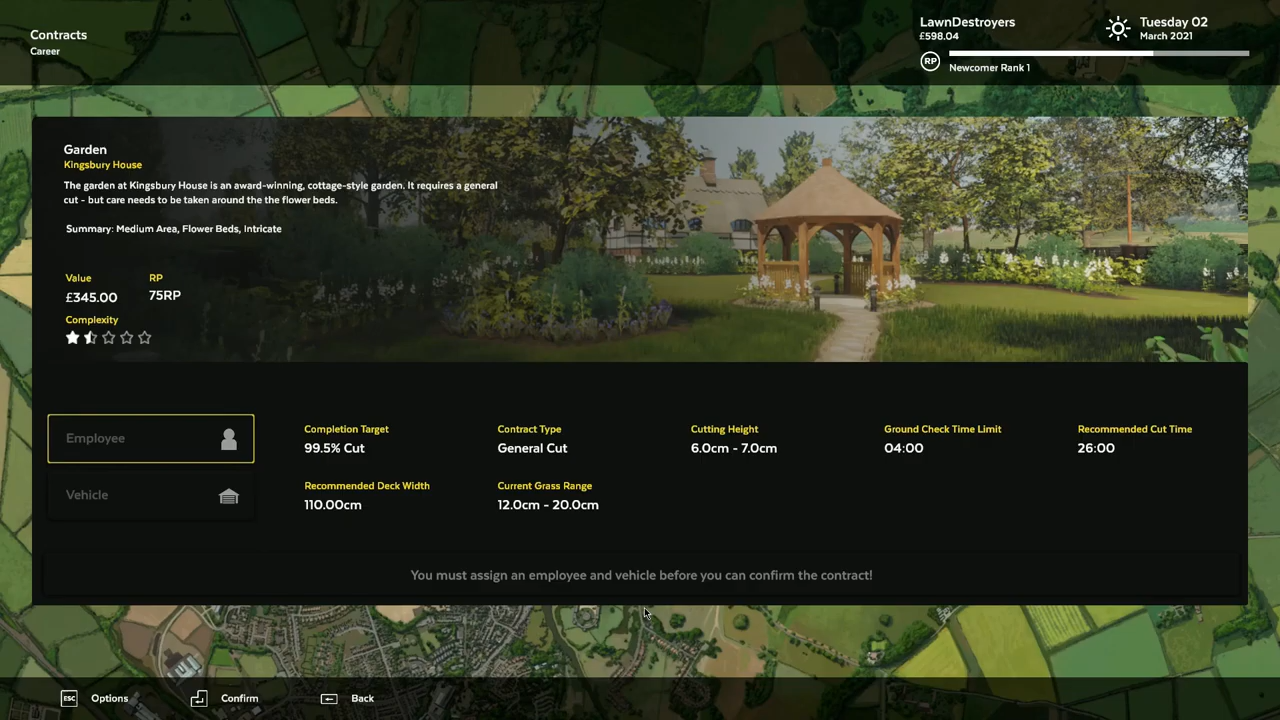 Contracts
Career
LawnDestroyers
£598.04
Tuesday 02
March 2021
RP
Newcomer Rank 1
Garden
Kingsbury House
The garden at Kingsbury House is an award-winning, cottage-style garden. It requires a general
cut - but care needs to be taken around the the flower beds.
Summary: Medium Area, Flower Beds, Intricate
Value
RP
£345.00
75RP
Complexity
Employee
Vehicle
Completion Target
Contract Type
Cutting Height
Ground Check Time Limit
Recommended Cut Time
99.5% Cut
General Cut
6.0cm - 7.0cm
04:00
26:00
Recommended Deck Width
Current Grass Range
110.00cm
12.0cm - 20.0cm
You must assign an employee and vehicle before you can confirm the contract!
ESC Options
Confirm
Back